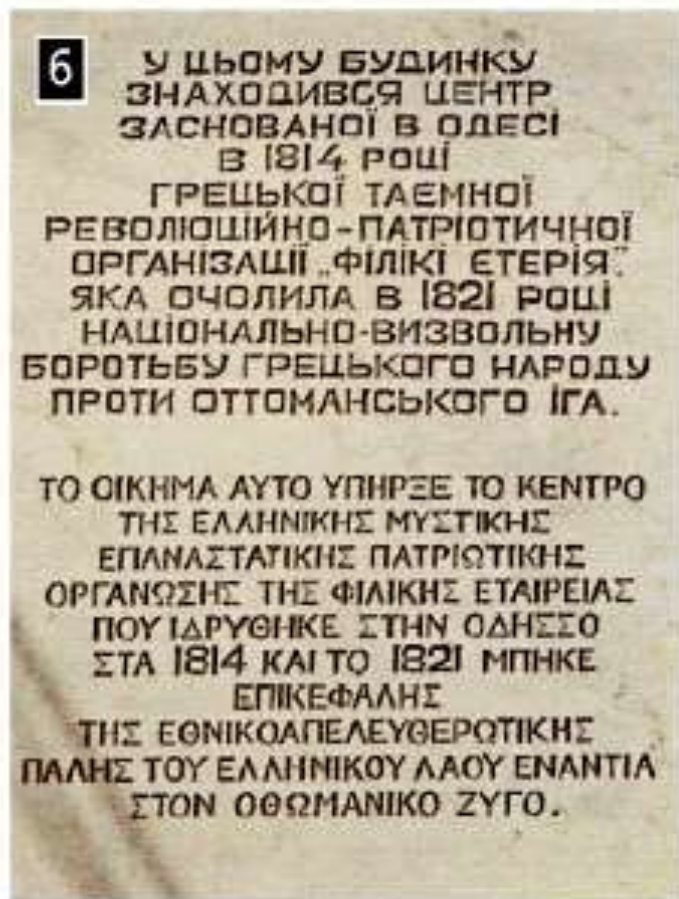 6
У ЦЬОМУ БУДИНКУ
ЗНАХОДИВСЯ ЦЕНТР
ЗАСНОВАНОЇ В ОДЕСІ
В 1814 РОЦІ
ГРЕЦЬКОЇ ТАЄМНОЇ
РЕВОЛЮЦІЙНО-ПАТРІОТИЧНОЇ
ОРГАНІЗАЦІЇ „ФІЛІКІ ЕТЕРІЯ”,
ЯКА ОЧОЛИЛА В 1821 РОЦІ
НАЦІОНАЛЬНО-ВИЗВОЛЬНУ
БОРОТЬБУ ГРЕЦЬКОГО НАРОДУ
ПРОТИ ОТТОМАНСЬКОГО ІГА.
ΤΟ ΟΙΚΗΜΑ ΑΥΤΟ ΥΠΗΡΞΕ ΤΟ ΚΕΝΤΡΟ
ΤΗΣ ΕΛΛΗΝΙΚΗΣ ΜΥΣΤΙΚΗΣ
ΕΠΑΝΑΣΤΑΤΙΚΗΣ ΠΑΤΡΙΩΤΙΚΗΣ
ΟΡΓΑΝΩΣΗΣ ΤΗΣ ΦΙΛΙΚΗΣ ΕΤΑΙΡΕΙΑΣ
ΠΟΥ ΙΔΡΥΘΗΚΕ ΣΤΗΝ ΟΔΗΣΣΟ
ΣΤΑ 1814 ΚΑΙ ΤΟ 1821 ΜΠΗΚΕ
ΕΠΙΚΕΦΑΛΗΣ
ΤΗΣ ΕΘΝΙΚΟΑΠΕΛΕΥΘΕΡΩΤΙΚΗΣ
ΠΑΛΗΣ ΤΟΥ ΕΛΛΗΝΙΚΟΥ ΛΑΟΥ ΕΝΑΝΤΙΑ
ΣΤΟΝ ΟΘΩΜΑΝΙΚΟ ΖΥΓΟ.